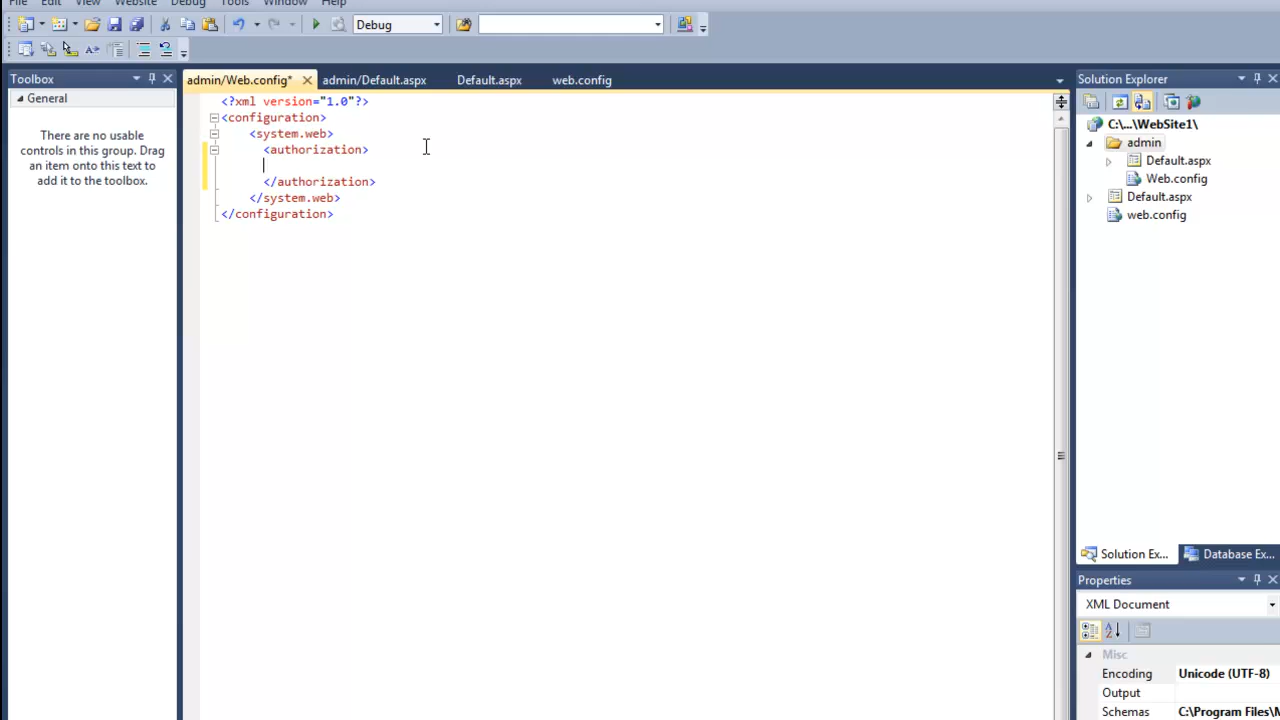 File Edit View Website Debug Tools Window Help
Debug
Toolbox
General
There are no usable
controls in this group. Drag
an item onto this text to
add it to the toolbox.
admin/Web.config* admin/Default.aspx Default.aspx web.config
<?xml version="1.0"?>
<configuration>
<system.web>
<authorization>
</authorization>
</system.web>
</configuration>
Solution Explorer
C:\...\WebSite1\
admin
Default.aspx
Web.config
Default.aspx
web.config
Solution Ex... Database Ex...
Properties
XML Document
Misc
Encoding Unicode (UTF-8)
Output
Schemas C:\Program Files\M